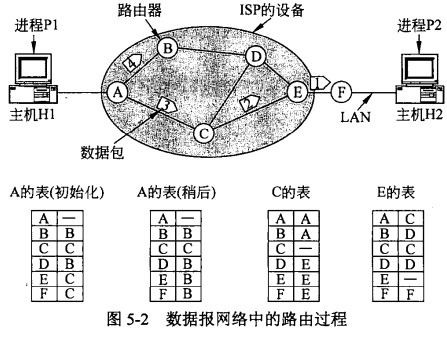 进程P1
路由器
ISP的设备
进程P2
B
D
4
A
3
C
2
E
1
F
主机H1
数据包
LAN
主机H2
A的表(初始化) A的表(稍后) C的表 E的表
A — A — A A A C
B B B B B A B D
C C C C C — C C
D B D B D E D D
E C E B E E E —
F C F B F E F F
图 5-2 数据报网络中的路由过程